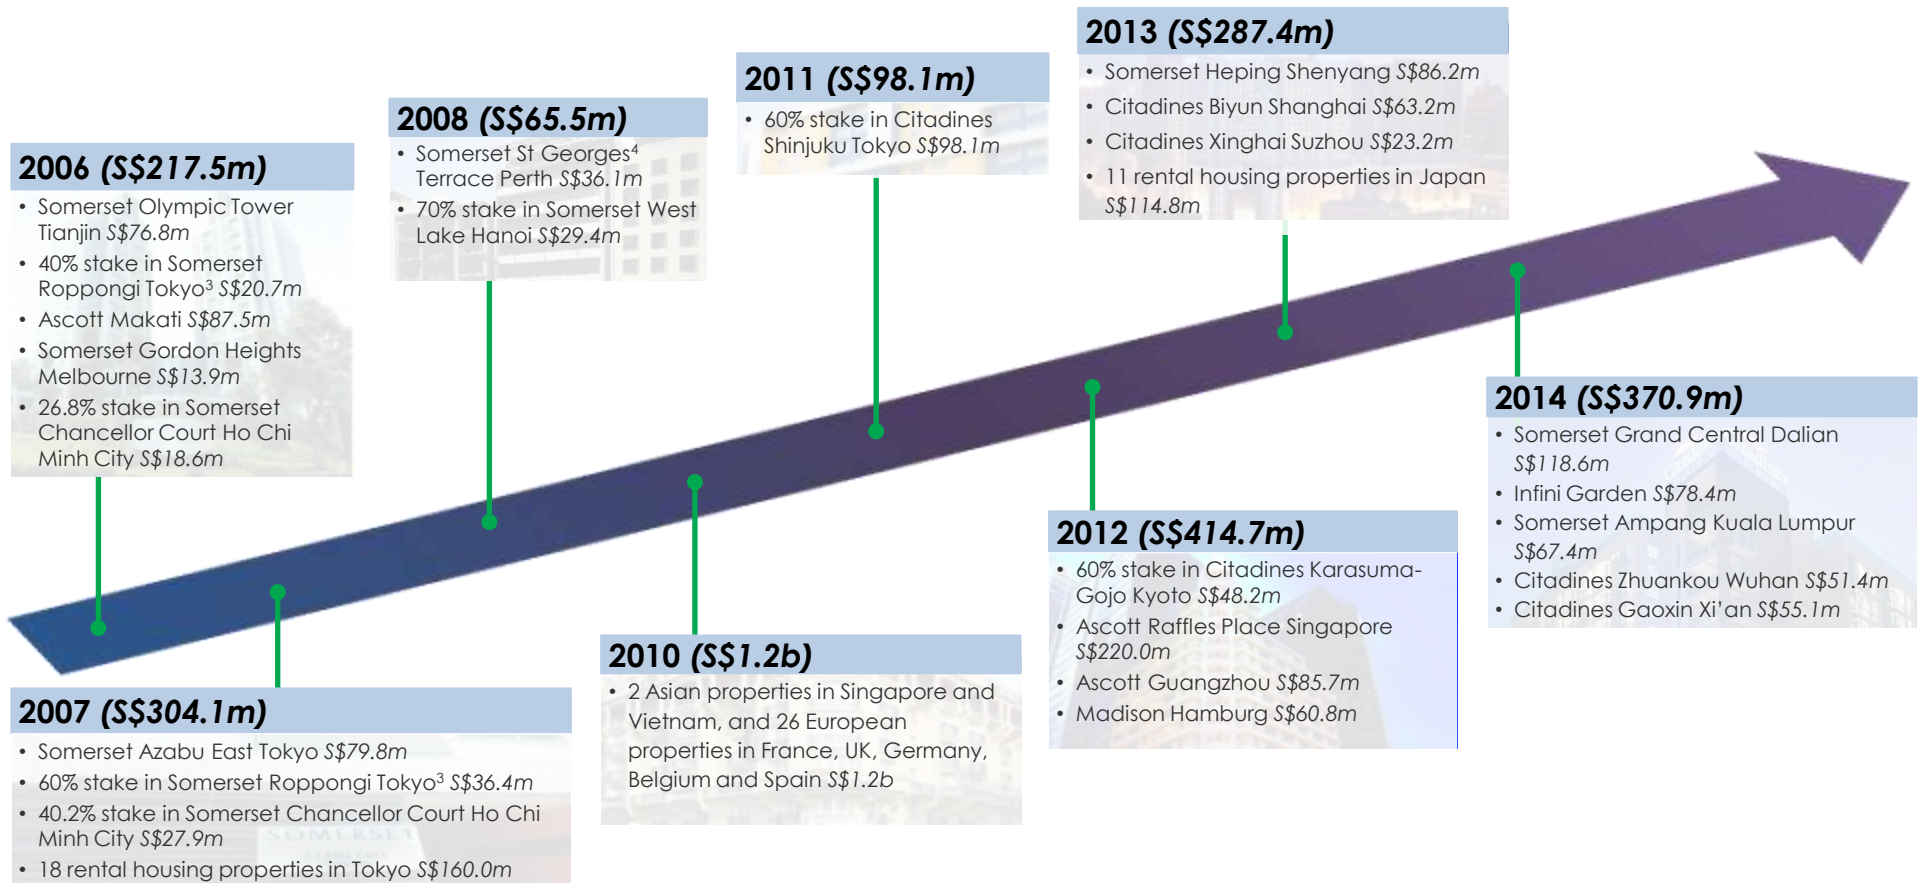 2006 (S$217.5m)
• Somerset Olympic Tower
Tianjin S$76.8m
• 40% stake in Somerset
Roppongi Tokyo³ S$20.7m
• Ascott Makati S$87.5m
• Somerset Gordon Heights
Melbourne S$13.9m
• 26.8% stake in Somerset
Chancellor Court Ho Chi
Minh City S$18.6m
2007 (S$304.1m)
• Somerset Azabu East Tokyo S$79.8m
• 60% stake in Somerset Roppongi Tokyo³ S$36.4m
• 40.2% stake in Somerset Chancellor Court Ho Chi
Minh City S$27.9m
SOMERSET
• 18 rental housing properties in Tokyo S$160.0m
2008 (S$65.5m)
• Somerset St Georges⁴
Terrace Perth S$36.1m
• 70% stake in Somerset West
Lake Hanoi S$29.4m
2010 (S$1.2b)
• 2 Asian properties in Singapore and
Vietnam, and 26 European
properties in France, UK, Germany,
Belgium and Spain S$1.2b
2011 (S$98.1m)
• 60% stake in Citadines
Shinjuku Tokyo S$98.1m
2012 (S$414.7m)
• 60% stake in Citadines Karasuma-
Gojo Kyoto S$48.2m
• Ascott Raffles Place Singapore
S$220.0m
• Ascott Guangzhou S$85.7m
• Madison Hamburg S$60.8m
2013 (S$287.4m)
• Somerset Heping Shenyang S$86.2m
• Citadines Biyun Shanghai S$63.2m
• Citadines Xinghai Suzhou S$23.2m
• 11 rental housing properties in Japan
S$114.8m
2014 (S$370.9m)
• Somerset Grand Central Dalian
S$118.6m
• Infini Garden S$78.4m
• Somerset Ampang Kuala Lumpur
S$67.4m
• Citadines Zhuankou Wuhan S$51.4m
• Citadines Gaoxin Xi’an S$55.1m